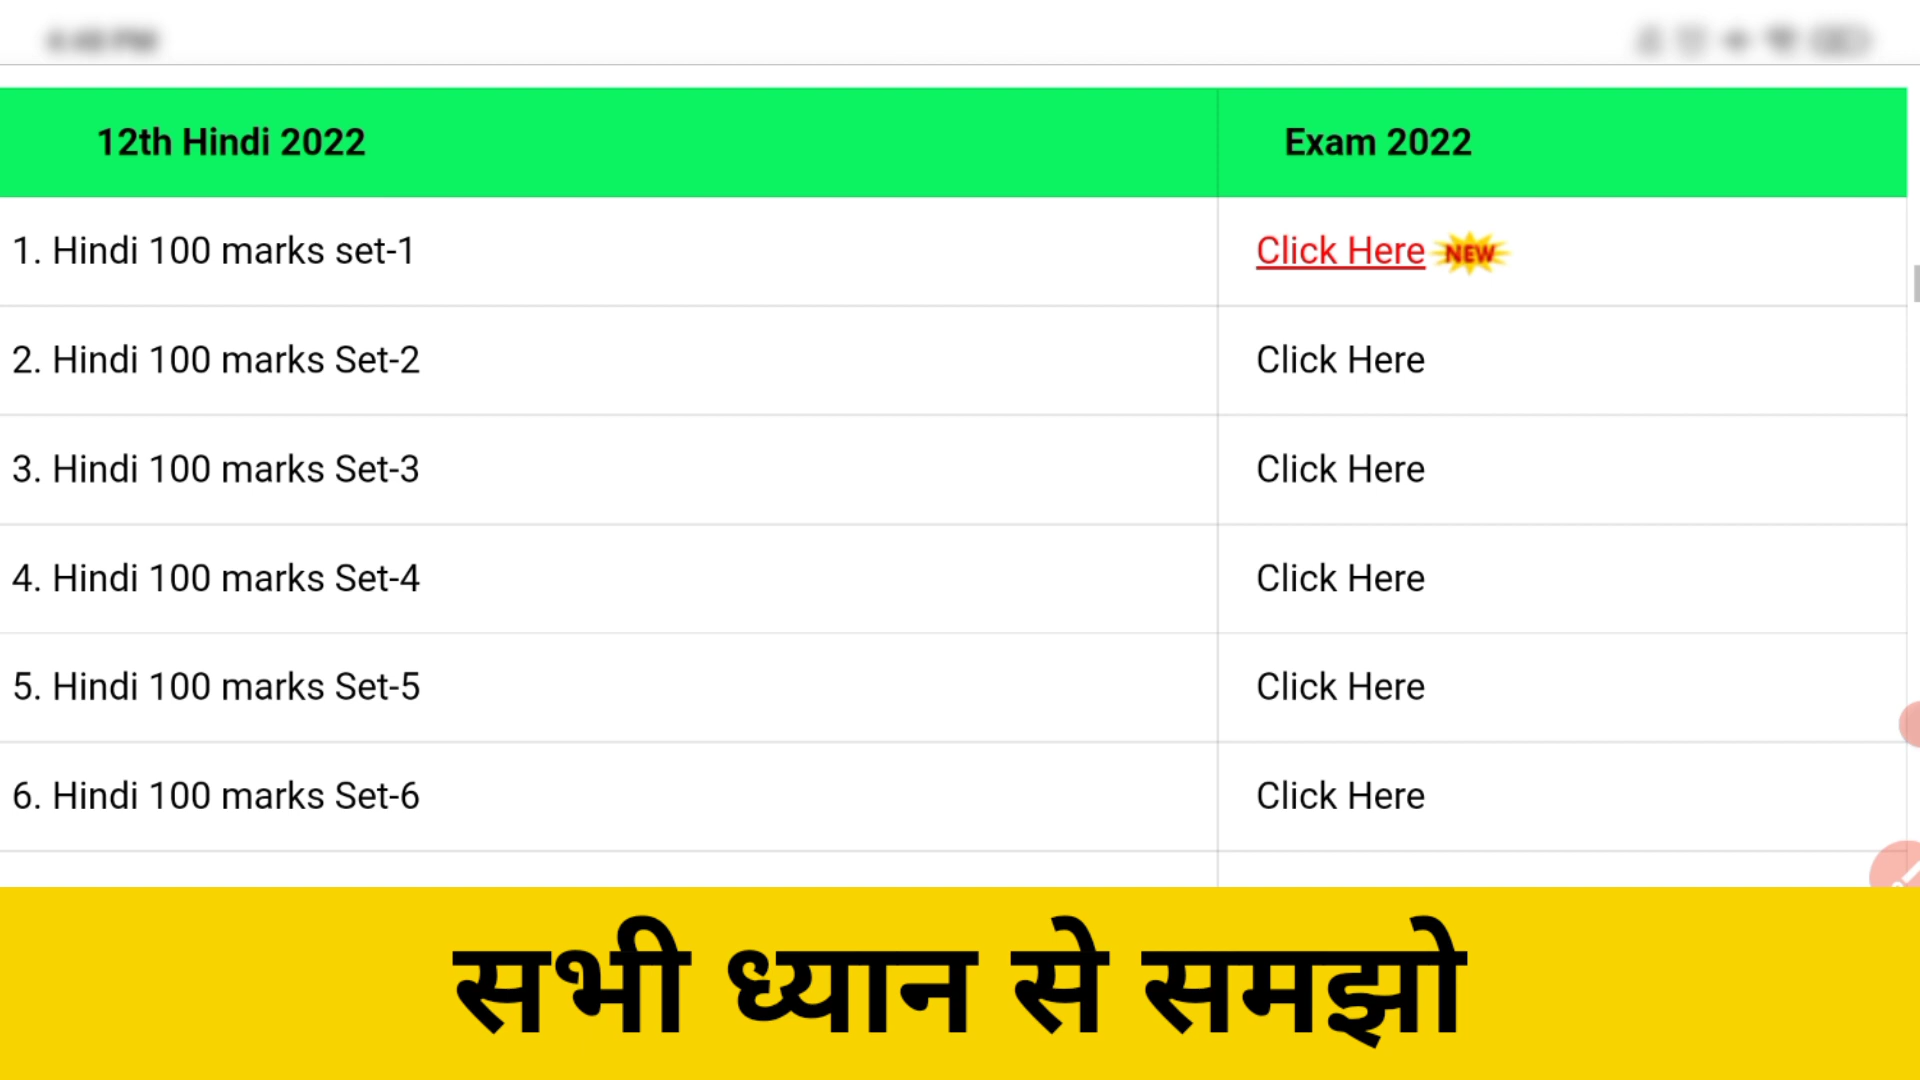 12th Hindi 2022 Exam 2022
1. Hindi 100 marks set-1 Click Here NEW
2. Hindi 100 marks Set-2 Click Here
3. Hindi 100 marks Set-3 Click Here
4. Hindi 100 marks Set-4 Click Here
5. Hindi 100 marks Set-5 Click Here
6. Hindi 100 marks Set-6 Click Here
सभी ध्यान से समझो